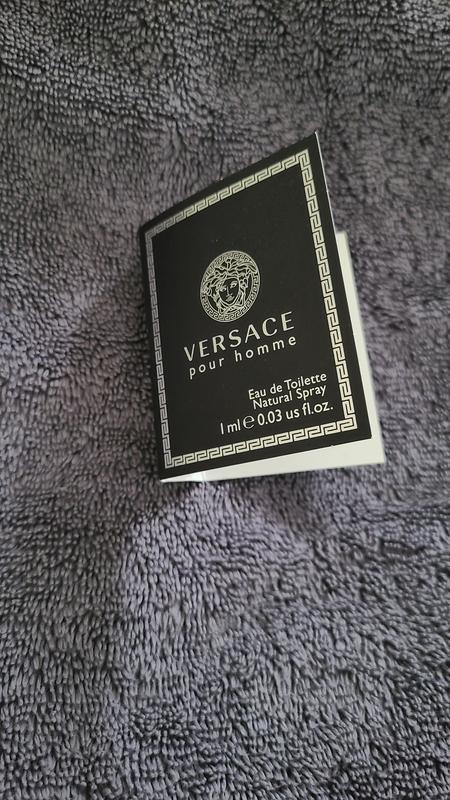 VERSACE
pour homme
Eau de Toilette
Natural Spray
1 ml ℮ 0.03 us fl.oz.